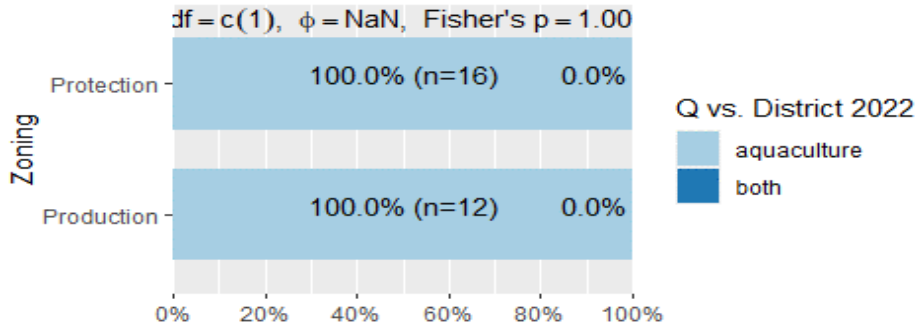 df = c(1), ϕ = NaN, Fisher's p = 1.00
Protection
100.0% (n=16)
0.0%
Q vs. District 2022
aquaculture
both
Zoning
Production
100.0% (n=12)
0.0%
0%
20%
40%
60%
80%
100%